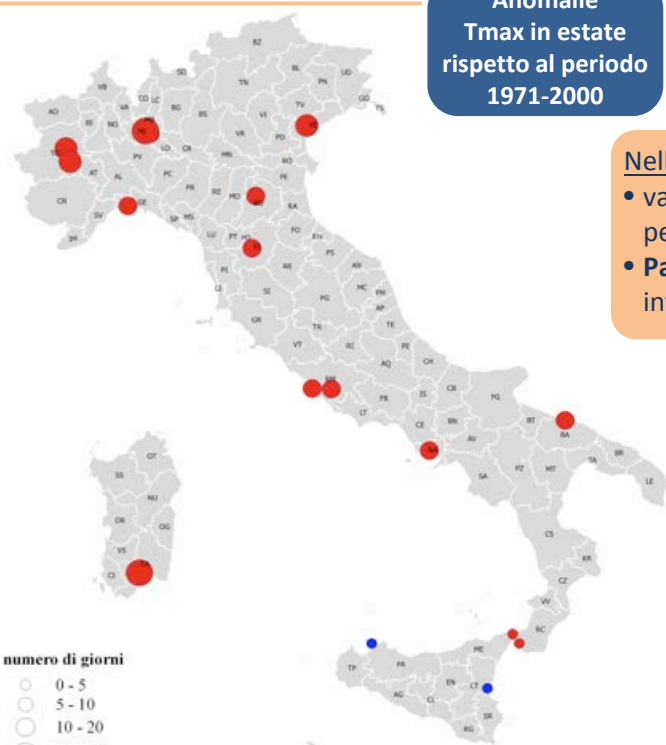 Anomalie
Tmax in estate
rispetto al periodo
1971-2000
Nell
• va
pe
• Pa
in
BZ
SO
VB
TN
BL
UD
PN
AO
VA
CO
LC
BG
BS
VI
TV
GO
TS
BI
NO
MI
VR
PD
TO
LO
CR
MN
RO
PV
AT
AL
PC
PR
RE
MO
FE
CN
GE
RA
SV
SP
MS
LU
PT
PO
FO
RN
IM
PI
LI
AR
PS
AN
SI
MC
FM
AP
PG
GR
TE
TR
VT
RI
PE
AQ
CH
RM
FR
IS
CB
FG
LT
CE
BN
BT
BA
AV
NA
SA
PZ
MT
TA
BR
LE
OT
SS
NU
OR
OG
VS
CA
CI
CS
KR
CZ
VV
RC
ME
TP
PA
EN
CT
AG
CL
SR
RG
numero di giorni
0 - 5
5 - 10
10 - 20